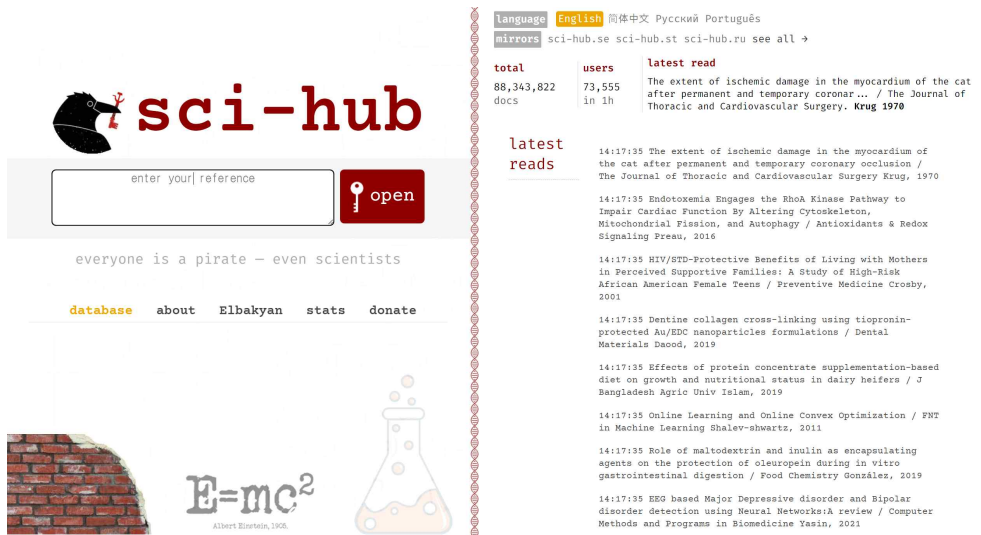 sci-hub
enter your reference
open
everyone is a pirate — even scientists
database about Elbakyan stats donate
E=mc²
Albert Einstein, 1905.
language English 简体中文 Русский Português
mirrors sci-hub.se sci-hub.st sci-hub.ru see all →
total
88,343,822
docs
users
73,555
in 1h
latest read
The extent of ischemic damage in the myocardium of the cat
after permanent and temporary coronar... / The Journal of
Thoracic and Cardiovascular Surgery. Krug 1970
latest
reads
14:17:35 The extent of ischemic damage in the myocardium of
the cat after permanent and temporary coronary occlusion /
The Journal of Thoracic and Cardiovascular Surgery Krug, 1970
14:17:35 Endotoxemia Engages the RhoA Kinase Pathway to
Impair Cardiac Function By Altering Cytoskeleton,
Mitochondrial Fission, and Autophagy / Antioxidants & Redox
Signaling Preau, 2016
14:17:35 HIV/STD-Protective Benefits of Living with Mothers
in Perceived Supportive Families: A Study of High-Risk
African American Female Teens / Preventive Medicine Crosby,
2001
14:17:35 Dentine collagen cross-linking using tiopronin-
protected Au/EDC nanoparticles formulations / Dental
Materials Daood, 2019
14:17:35 Effects of protein concentrate supplementation-based
diet on growth and nutritional status in dairy heifers / J
Bangladesh Agric Univ Islam, 2019
14:17:35 Online Learning and Online Convex Optimization / FNT
in Machine Learning Shalev-shwartz, 2011
14:17:35 Role of maltodextrin and inulin as encapsulating
agents on the protection of oleuropein during in vitro
gastrointestinal digestion / Food Chemistry González, 2019
14:17:35 EEG based Major Depressive disorder and Bipolar
disorder detection using Neural Networks:A review / Computer
Methods and Programs in Biomedicine Yasin, 2021